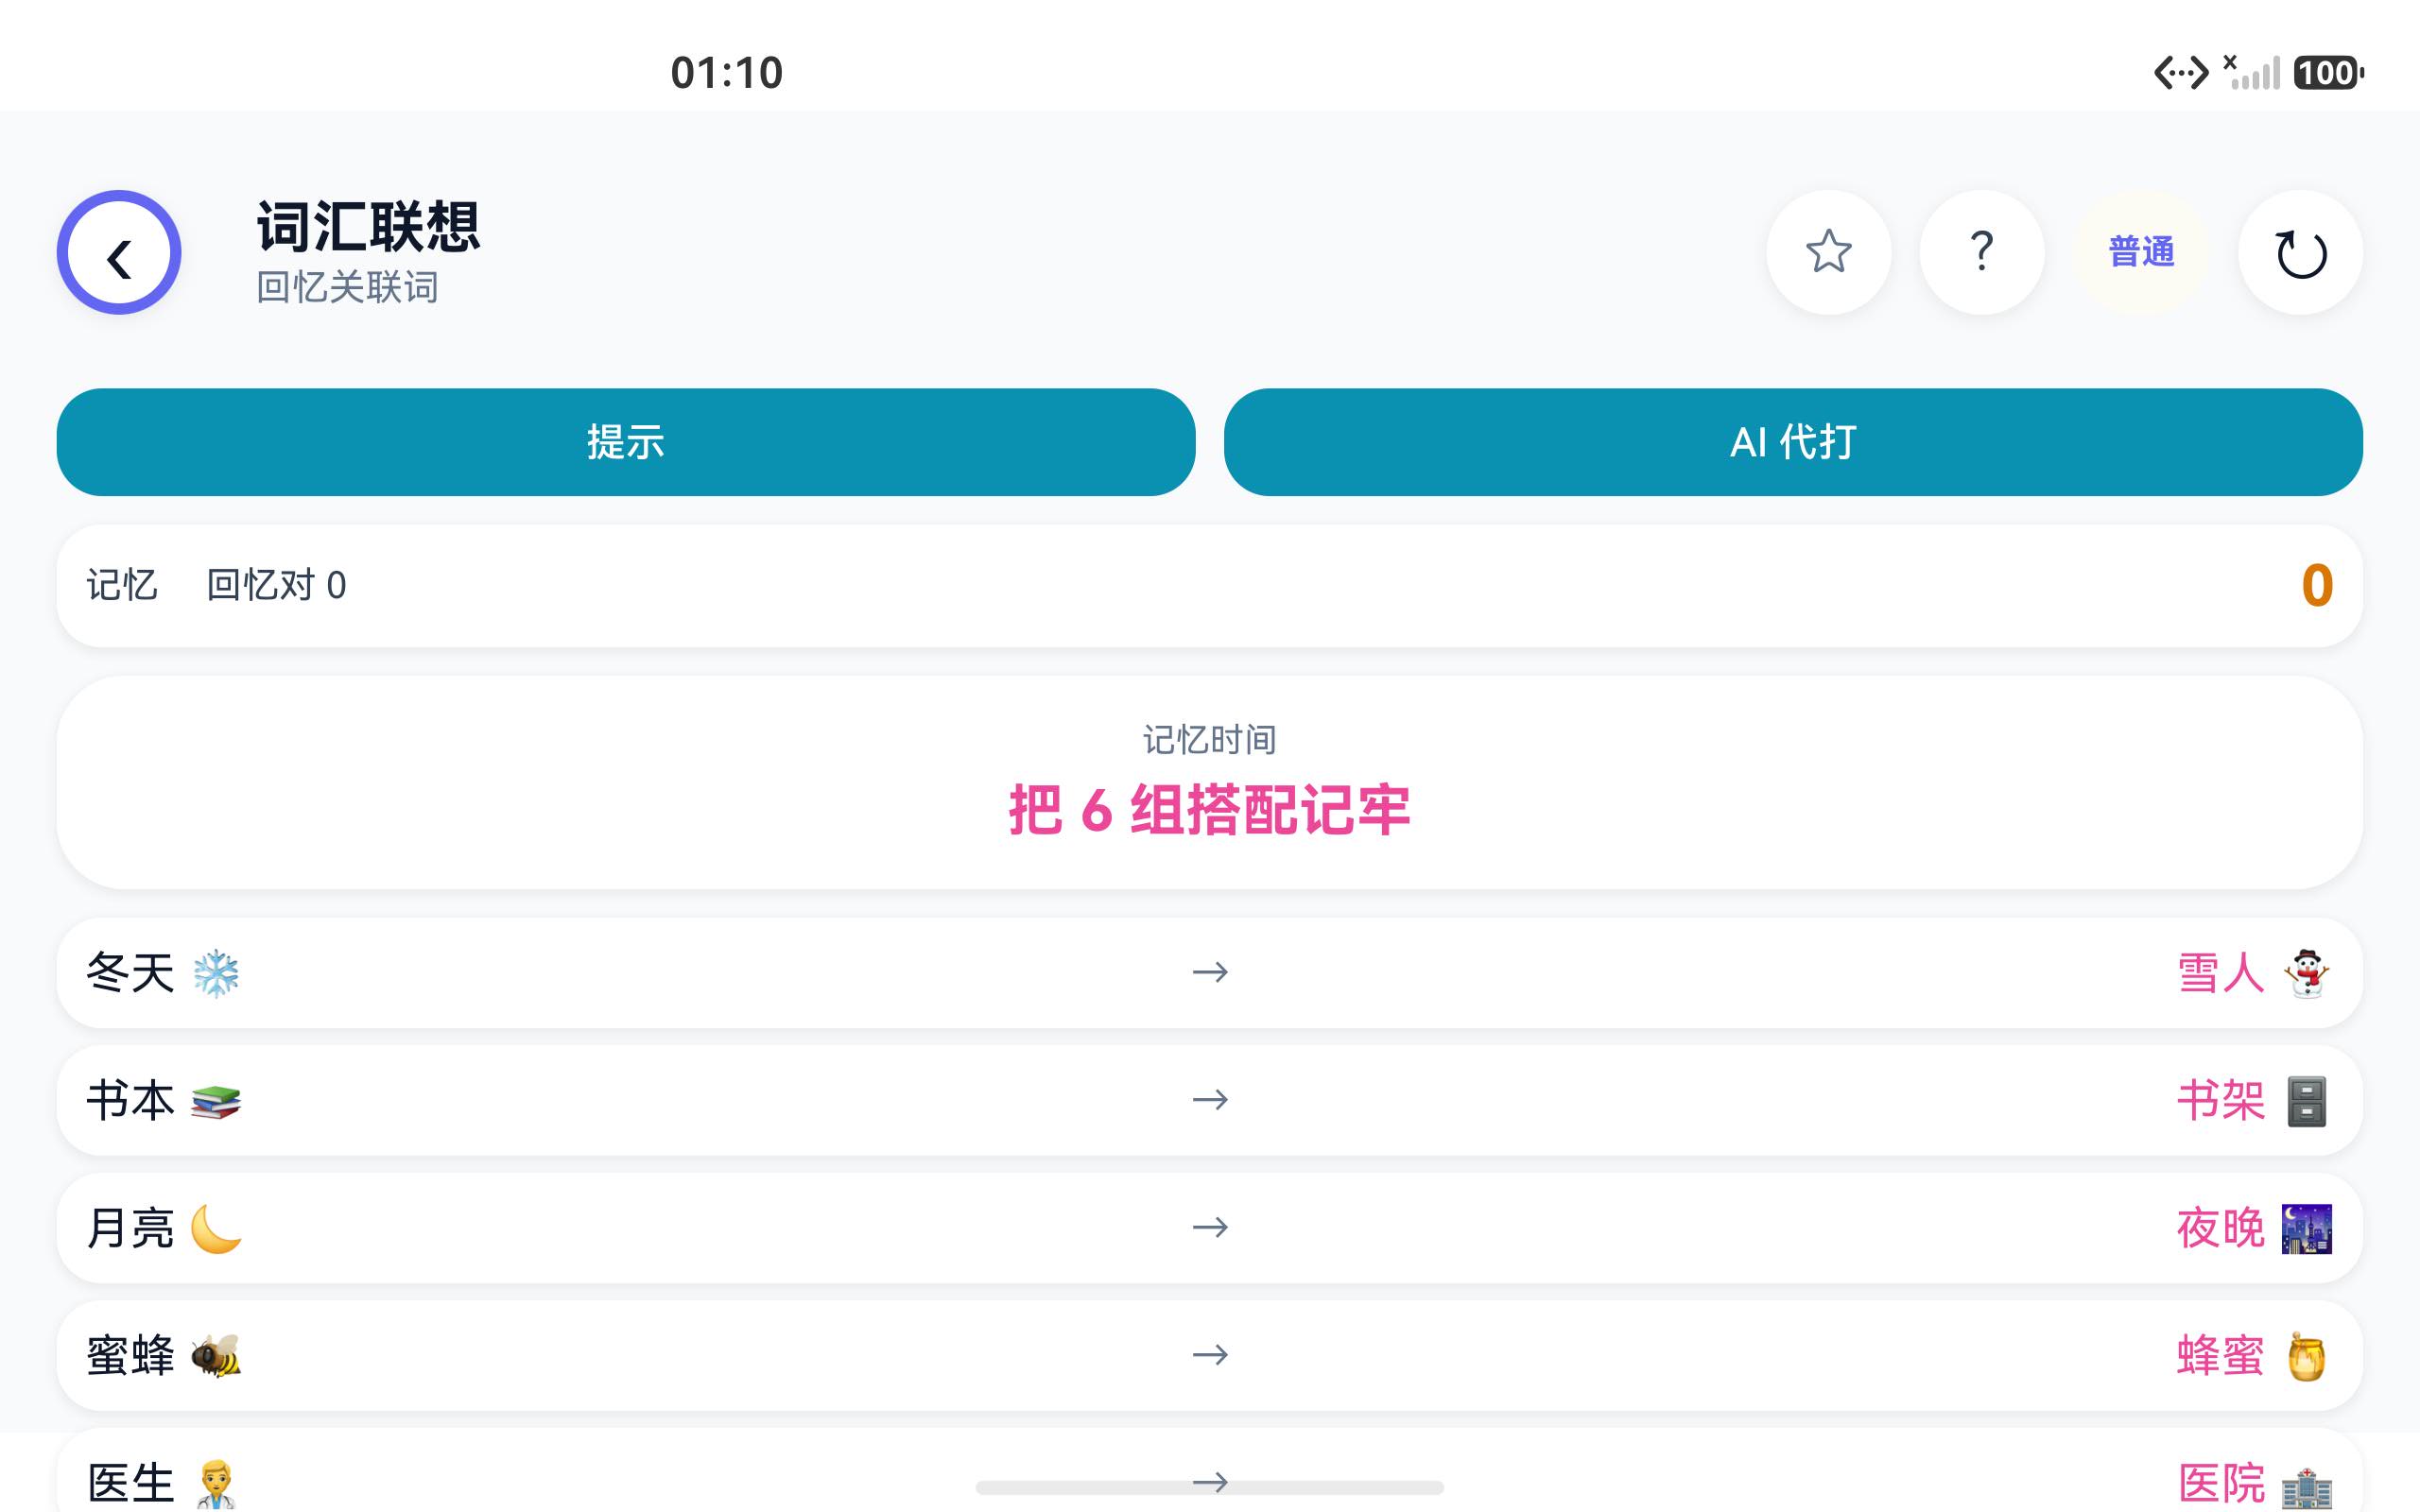 01:10
100
词汇联想
回忆关联词
?
普通
提示
AI 代打
记忆 回忆对 0
0
记忆时间
把 6 组搭配记牢
冬天 ❄️ → 雪人 ⛄
书本 📚 → 书架 🗄️
月亮 🌙 → 夜晚 🌃
蜜蜂 🐝 → 蜂蜜 🍯
医生 👨‍⚕️ → 医院 🏥